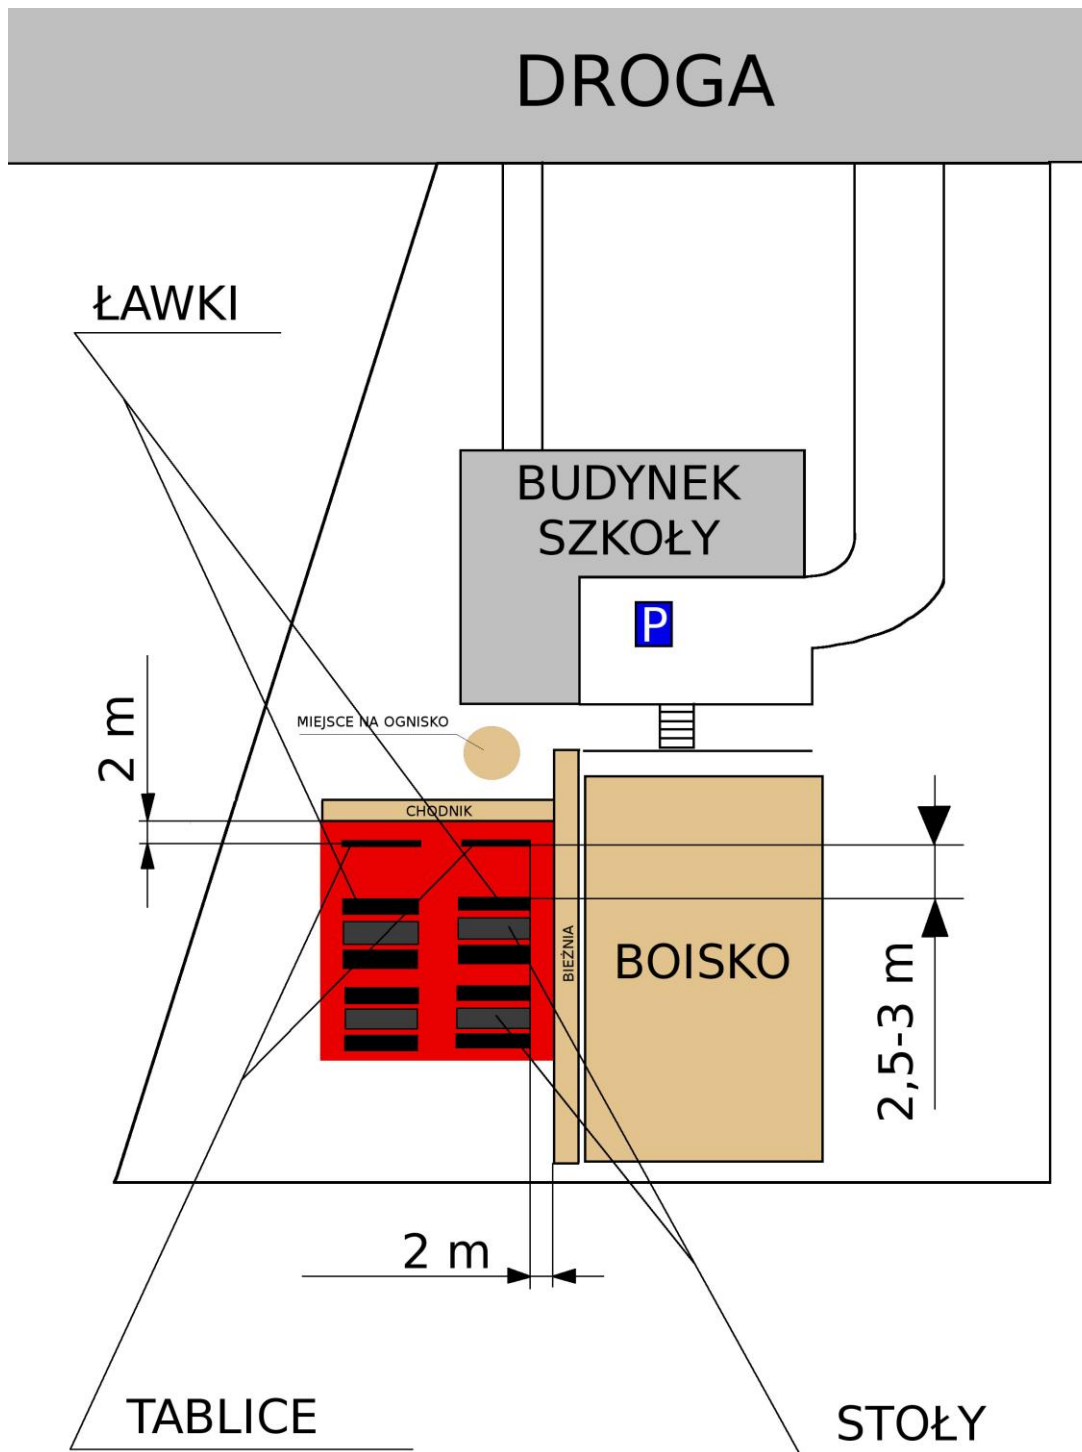 DROGA
ŁAWKI
BUDYNEK
SZKOŁY
P
2 m
MIEJSCE NA OGNISKO
CHODNIK
BIEŻNIA
BOISKO
2,5-3 m
2 m
TABLICE
STOŁY